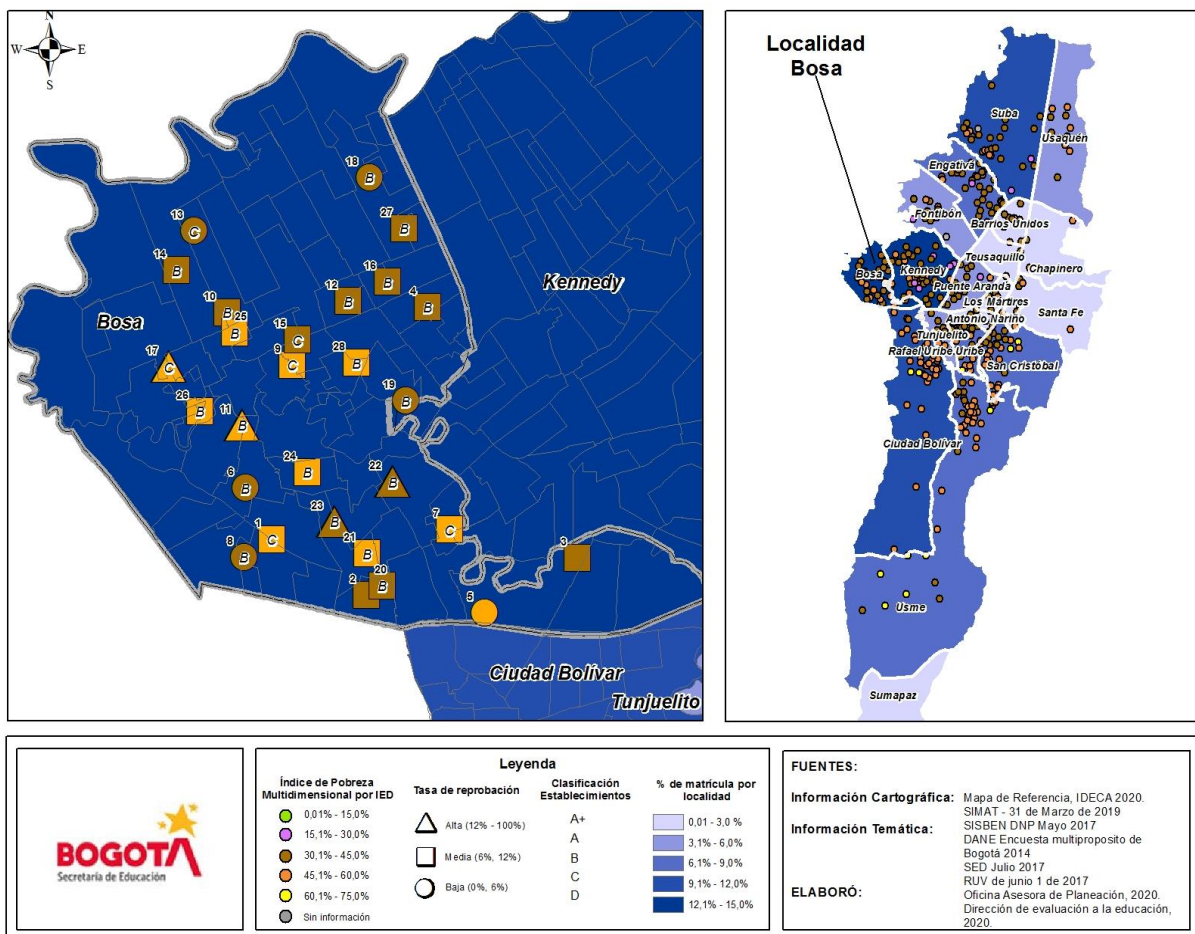 N
W
E
S
18
B
27
B
13
C
14
B
16
B
12
B
4
B
Kennedy
Bosa
10
B
25
B
15
C
9
C
28
B
17
C
19
B
26
B
11
B
24
B
22
B
6
B
23
B
7
C
1
C
21
B
3
8
B
20
B
2
5
Ciudad Bolívar
Tunjuelito
Localidad
Bosa
Suba
Usaquén
Engativá
Fontibón
Barrios Unidos
Teusaquillo
Chapinero
Bosa
Kennedy
Puente Aranda
Los Mártires
Santa Fe
Antonio Nariño
Tunjuelito
Rafael Uribe Uribe
San Cristóbal
Ciudad Bolívar
Usme
Sumapaz
BOGOTÁ
Secretaría de Educación
Leyenda
Índice de Pobreza
Multidimensional por IED
0,01% - 15,0%
15,1% - 30,0%
30,1% - 45,0%
45,1% - 60,0%
60,1% - 75,0%
Sin información
Tasa de reprobación
Alta (12% - 100%)
Media (6%, 12%)
Baja (0%, 6%)
Clasificación
Establecimientos
A+
A
B
C
D
% de matrícula por
localidad
0,01 - 3,0 %
3,1% - 6,0%
6,1% - 9,0%
9,1% - 12,0%
12,1% - 15,0%
FUENTES:
Información Cartográfica: Mapa de Referencia, IDECA 2020.
SIMAT - 31 de Marzo de 2019
Información Temática: SISBEN DNP Mayo 2017
DANE Encuesta multiproposito de
Bogotá 2014
SED Julio 2017
RUV de junio 1 de 2017
ELABORÓ: Oficina Asesora de Planeación, 2020.
Dirección de evaluación a la educación,
2020.